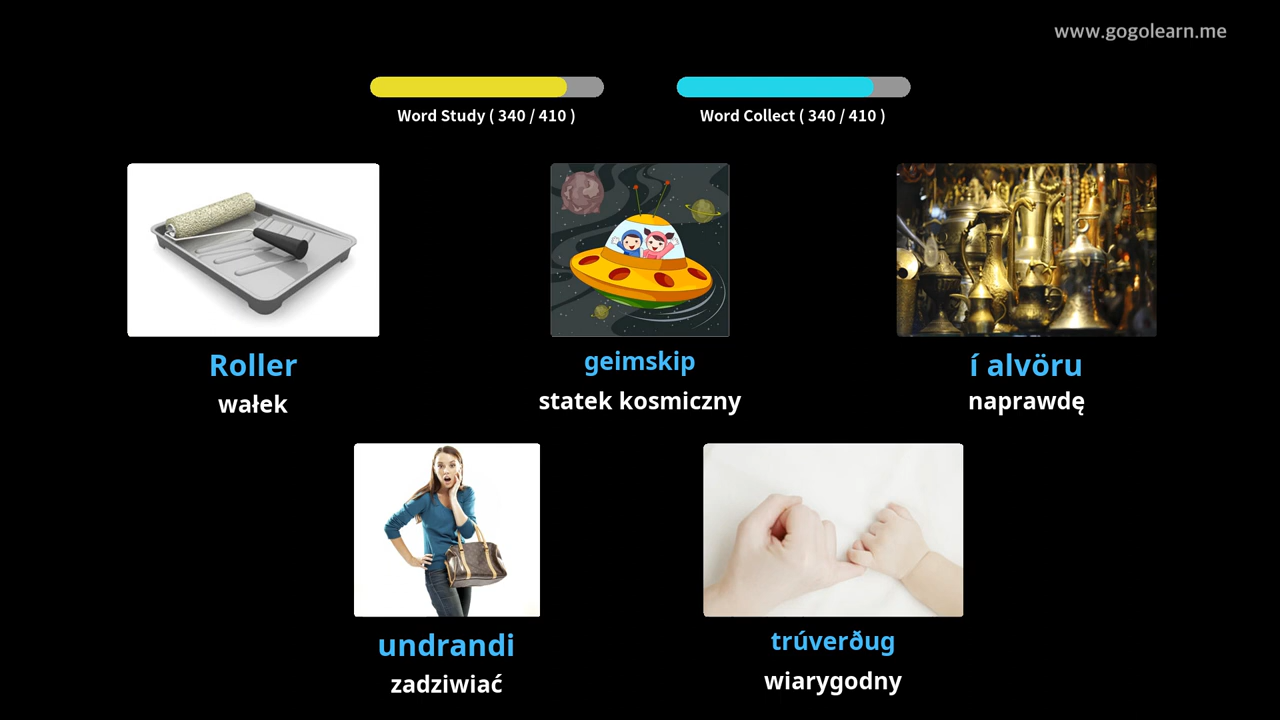 www.gogolearn.me
Word Study ( 340 / 410 )
Word Collect ( 340 / 410 )
Roller
wałek
geimskip
statek kosmiczny
í alvöru
naprawdę
undrandi
zadziwiać
trúverðug
wiarygodny